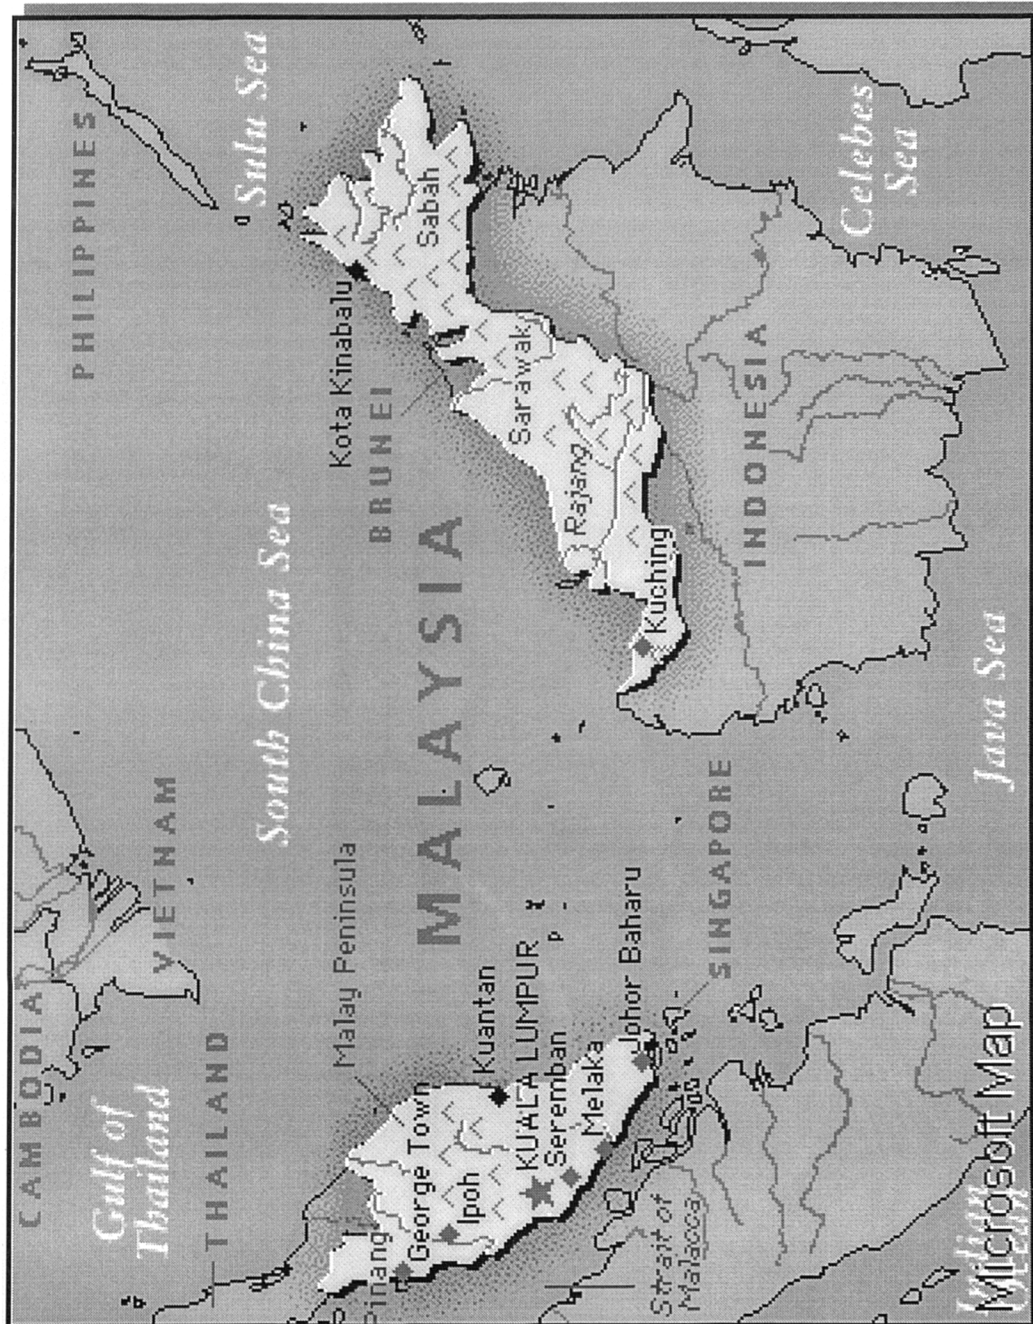 CAMBODIA
VIETNAM
PHILIPPINES
Gulf of
Thailand
THAILAND
South China Sea
Sulu Sea
Malay Peninsula
Kota Kinabalu
BRUNEI
Pinang
George Town
Ipoh
Kuantan
MALAYSIA
Sabah
KUALA LUMPUR
Serenban
Melaka
Johor Baharu
Sarawak
Rajang
Kuching
Strait of
Malacca
SINGAPORE
INDONESIA
Celebes
Sea
Java Sea
Indian
Microsoft Map